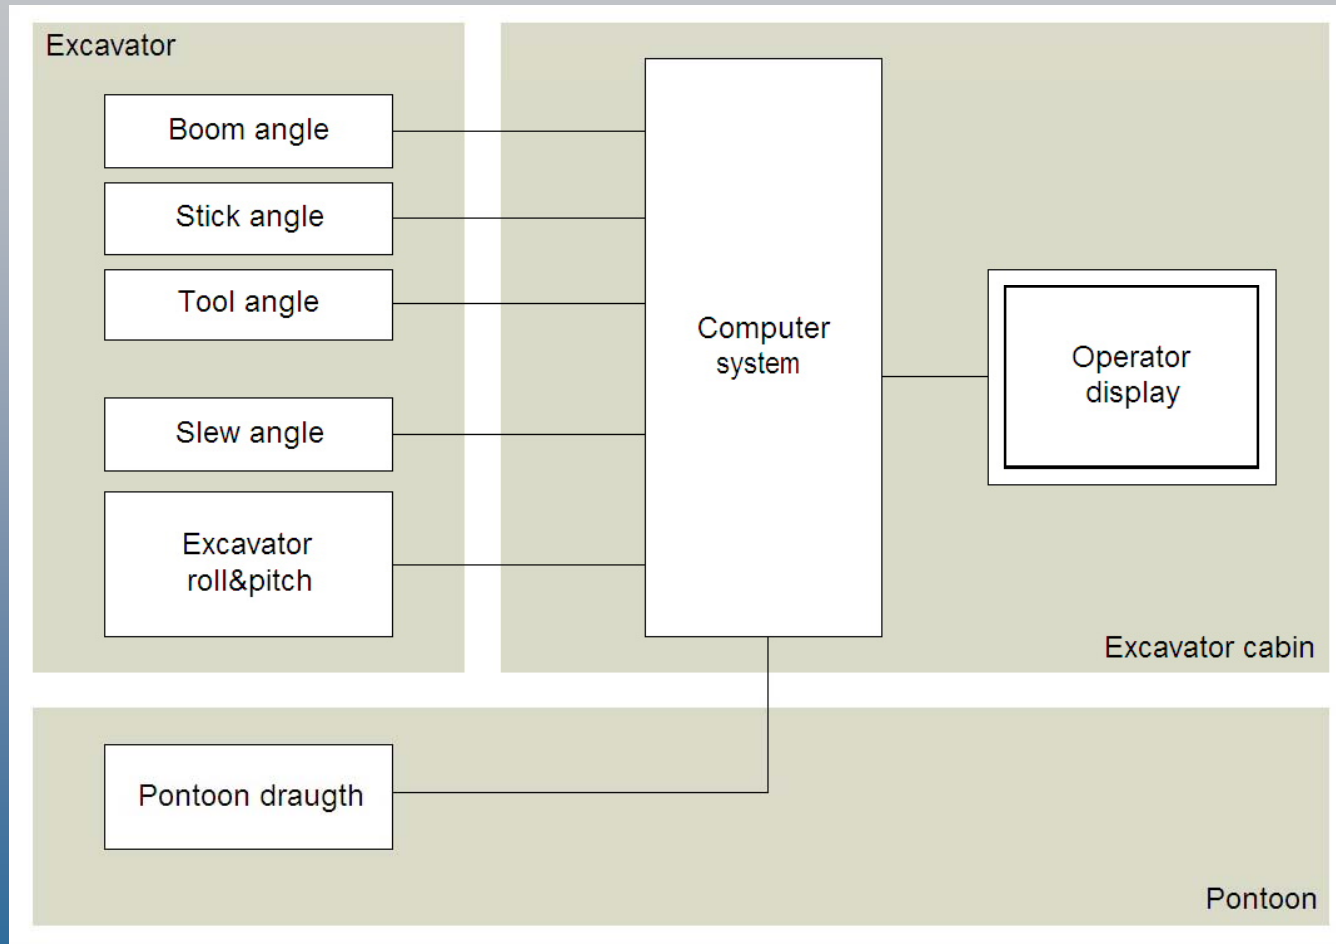 Excavator
Boom angle
Stick angle
Tool angle
Slew angle
Excavator
roll&pitch
Computer
system
Operator
display
Excavator cabin
Pontoon draugth
Pontoon